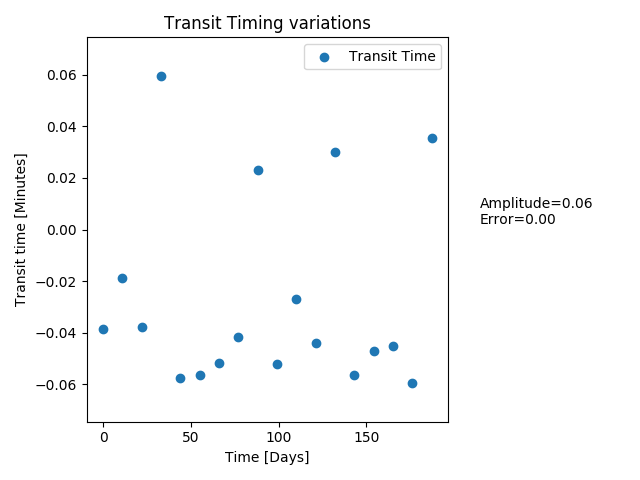 Transit Timing variations
Transit Time
0.06
0.04
0.02
0.00
−0.02
−0.04
−0.06
Transit time [Minutes]
0
50
100
150
Time [Days]
Amplitude=0.06
Error=0.00